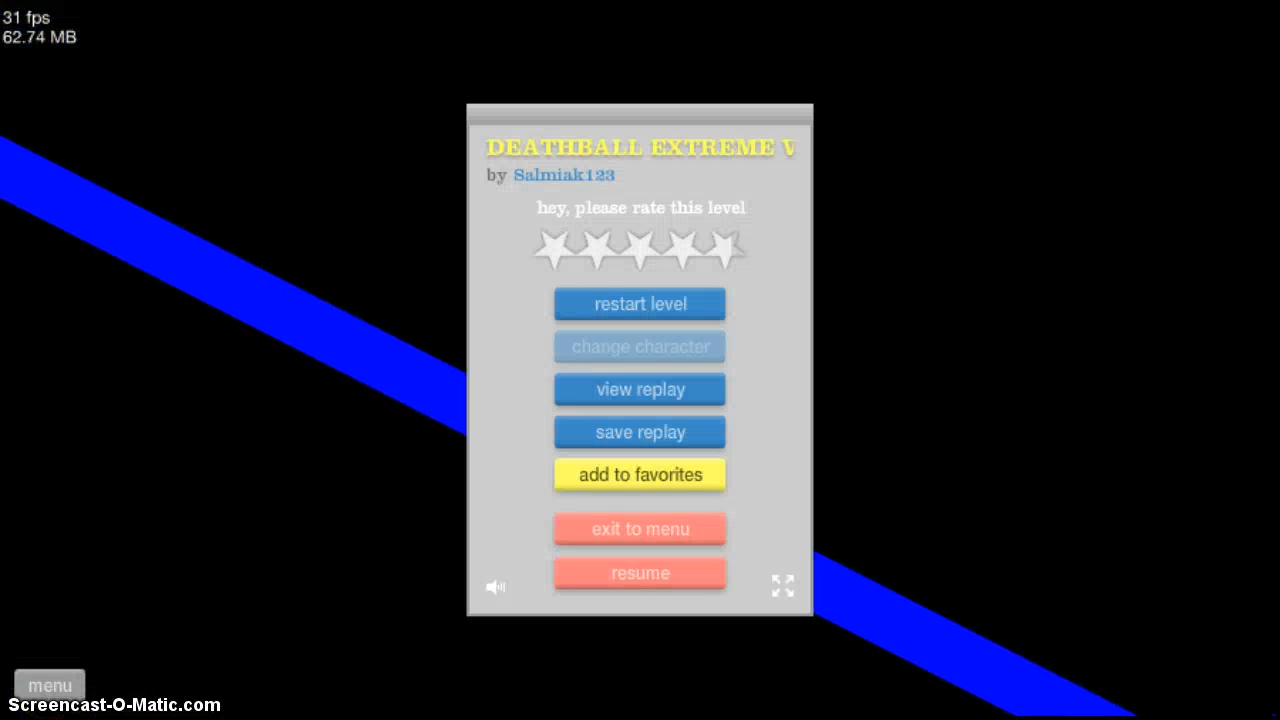 31 fps
62.74 MB
DEATHBALL EXTREME V
by Salmiak123
hey, please rate this level
restart level
change character
view replay
save replay
add to favorites
exit to menu
resume
menu
Screencast-O-Matic.com